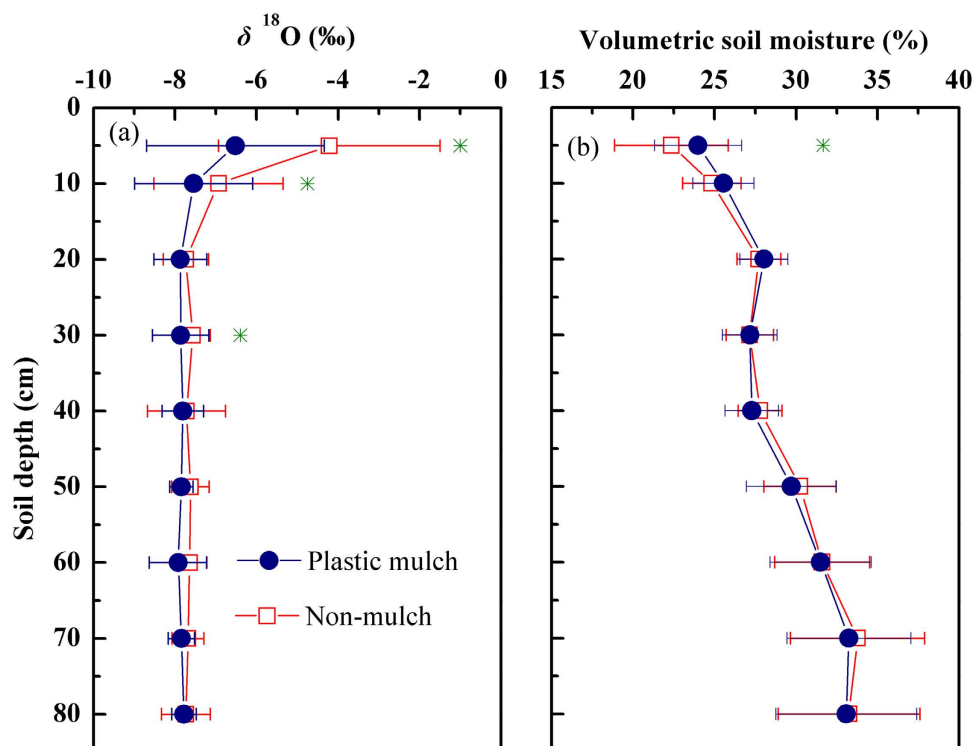 δ ¹⁸O (‰)
Volumetric soil moisture (%)
-10 -8 -6 -4 -2 0
15 20 25 30 35 40
0
(a)
(b)
10
20
30
40
50
60
70
80
Soil depth (cm)
Plastic mulch
Non-mulch